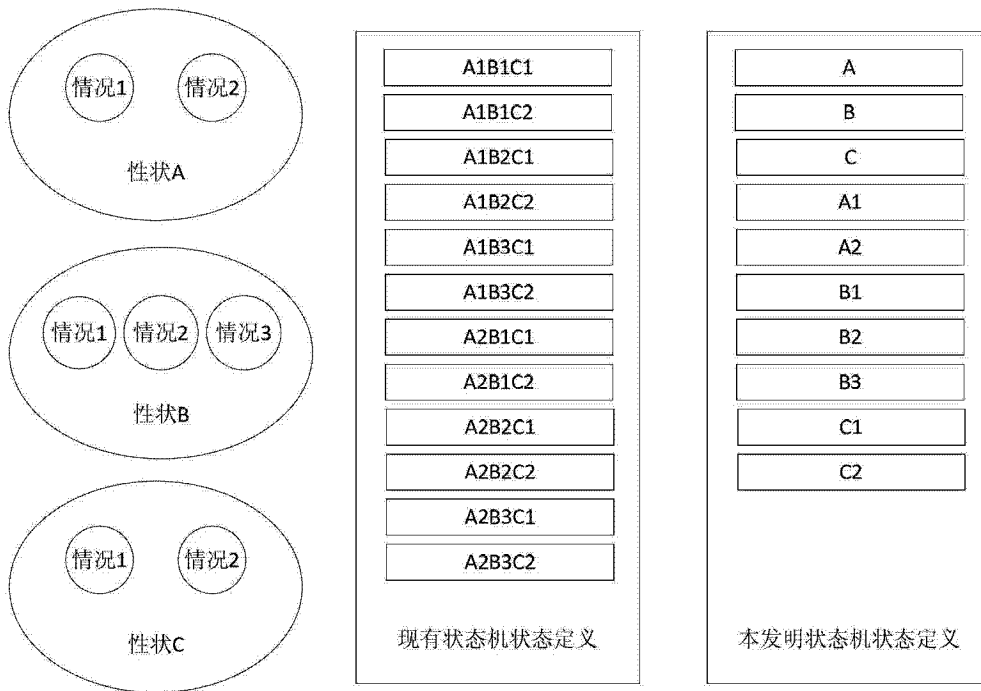 情况1
情况2
性状A
情况1
情况2
情况3
性状B
情况1
情况2
性状C
A1B1C1
A1B1C2
A1B2C1
A1B2C2
A1B3C1
A1B3C2
A2B1C1
A2B1C2
A2B2C1
A2B2C2
A2B3C1
A2B3C2
现有状态机状态定义
A
B
C
A1
A2
B1
B2
B3
C1
C2
本发明状态机状态定义